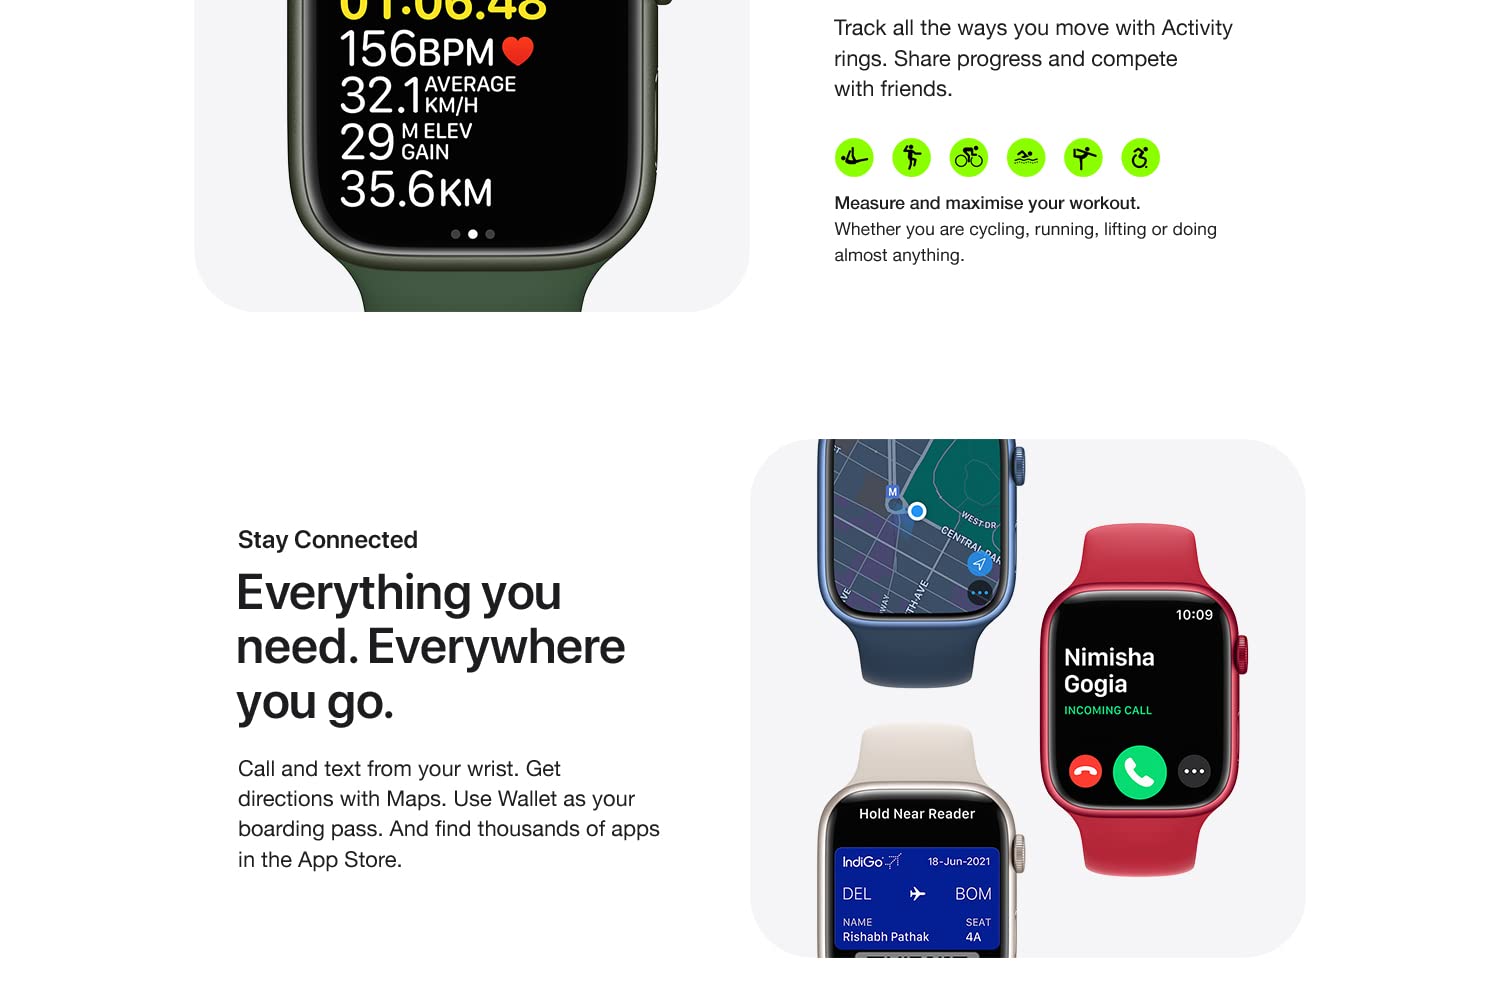 01:06.48
156BPM
32.1 AVERAGE KM/H
29 M ELEV GAIN
35.6KM
Track all the ways you move with Activity
rings. Share progress and compete
with friends.
Measure and maximise your workout.
Whether you are cycling, running, lifting or doing
almost anything.
Stay Connected
Everything you
need. Everywhere
you go.
Call and text from your wrist. Get
directions with Maps. Use Wallet as your
boarding pass. And find thousands of apps
in the App Store.
M
WEST DR
CENTRAL PAR
AVE
WAY
TH AVE
10:09
Nimisha
Gogia
INCOMING CALL
Hold Near Reader
IndiGo 18-Jun-2021
DEL BOM
NAME SEAT
Rishabh Pathak 4A